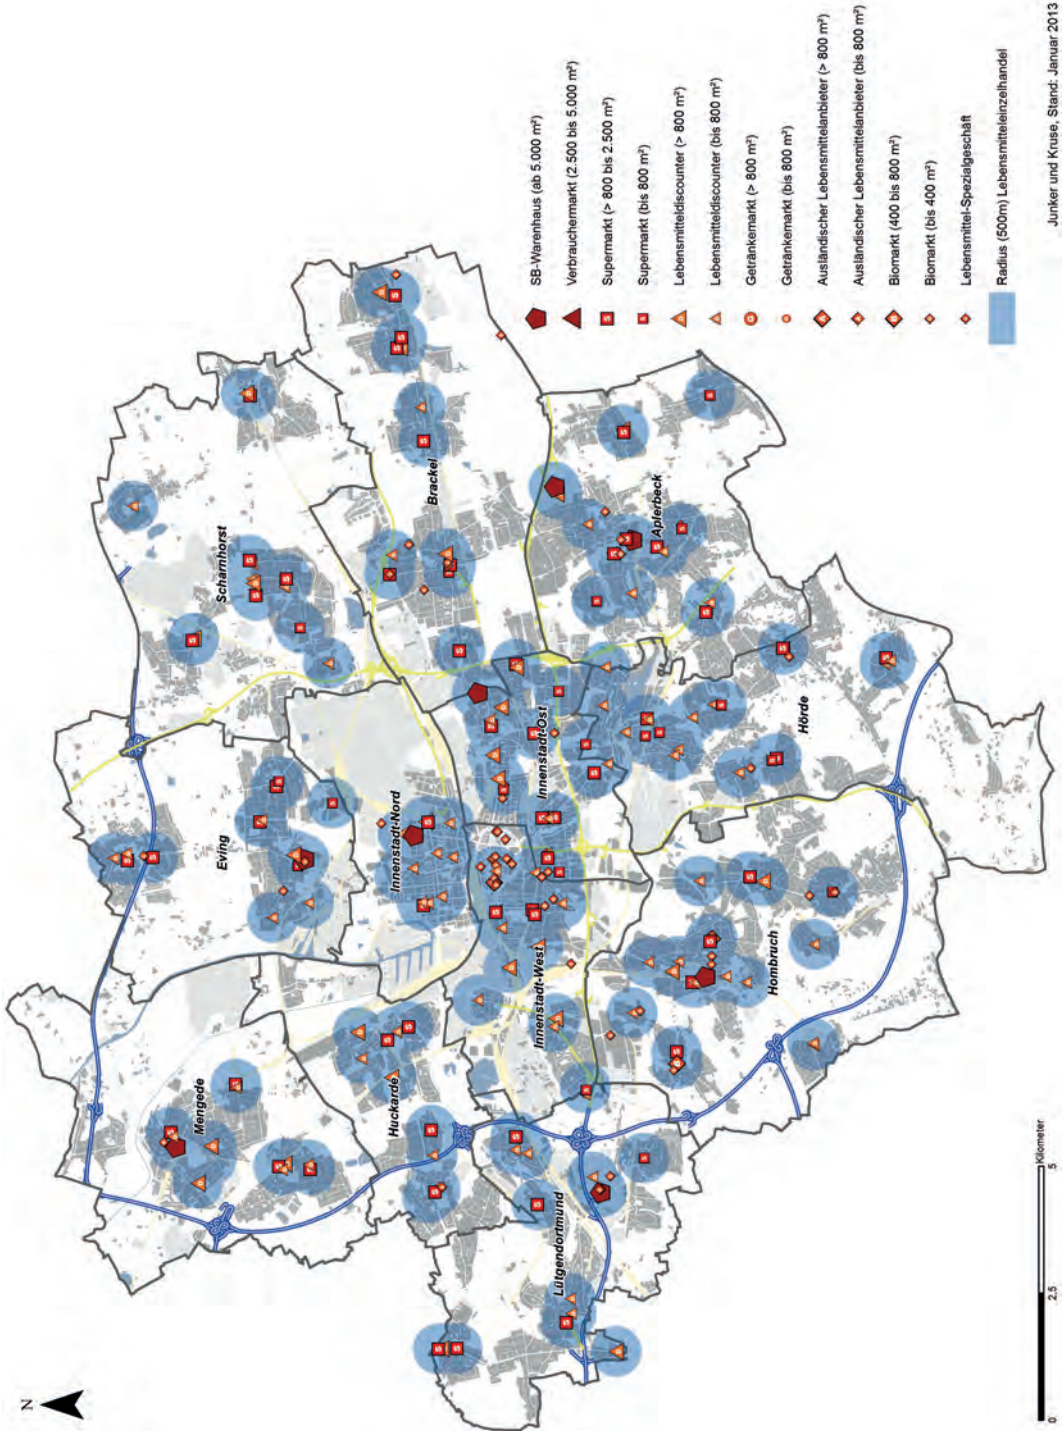 N
Mengede
Eving
Scharnhorst
Huckarde
Innenstadt-Nord
Brackel
Lütgendortmund
Innenstadt-West
Innenstadt-Ost
Aplerbeck
Hombruch
Hörde
SB-Warenhaus (ab 5.000 m²)
Verbrauchermarkt (2.500 bis 5.000 m²)
Supermarkt (> 800 bis 2.500 m²)
Supermarkt (bis 800 m²)
Lebensmitteldiscounter (> 800 m²)
Lebensmitteldiscounter (bis 800 m²)
Getränkemarkt (> 800 m²)
Getränkemarkt (bis 800 m²)
Ausländischer Lebensmittelanbieter (> 800 m²)
Ausländischer Lebensmittelanbieter (bis 800 m²)
Biomarkt (400 bis 800 m²)
Biomarkt (bis 400 m²)
Lebensmittel-Spezialgeschäft
Radius (500m) Lebensmitteleinzelhandel
0 2,5 5
Kilometer
Junker und Kruse, Stand: Januar 2013